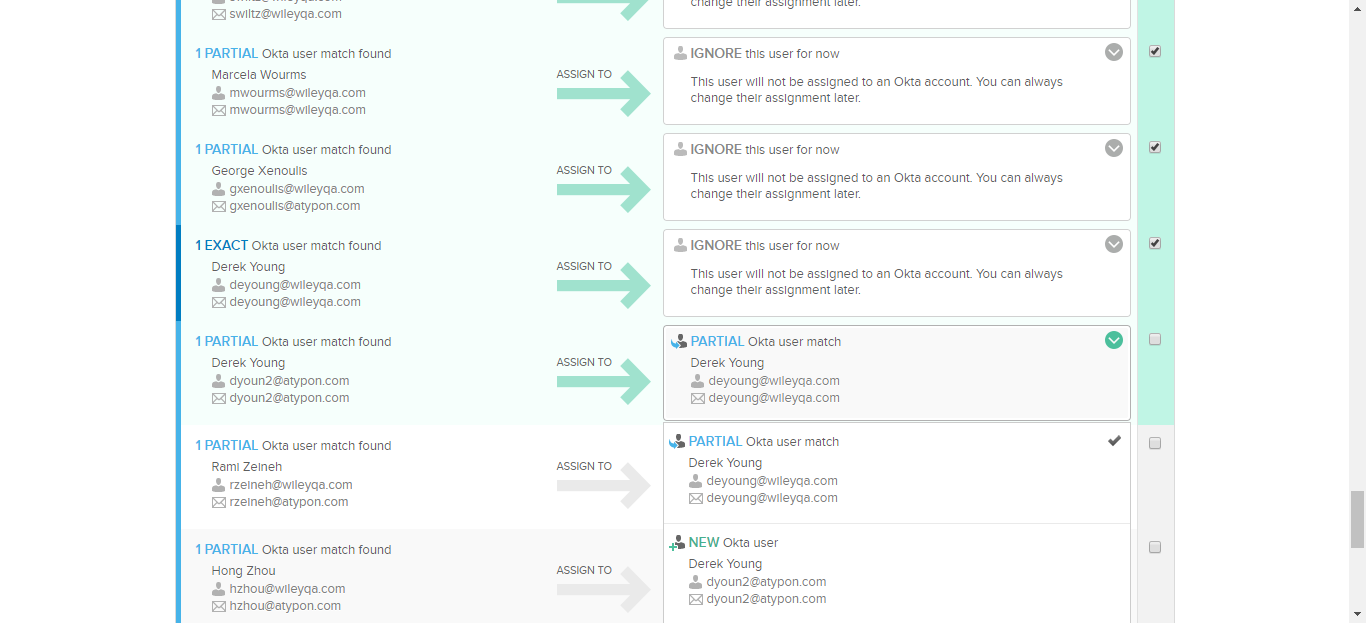 swiltz@wileyqa.com
change their assignment later.
1 PARTIAL Okta user match found
Marcela Wourms
mwourms@wileyqa.com
mwourms@wileyqa.com
ASSIGN TO
IGNORE this user for now
This user will not be assigned to an Okta account. You can always
change their assignment later.
1 PARTIAL Okta user match found
George Xenoulis
gxenoulis@wileyqa.com
gxenoulis@atypon.com
ASSIGN TO
IGNORE this user for now
This user will not be assigned to an Okta account. You can always
change their assignment later.
1 EXACT Okta user match found
Derek Young
deyoung@wileyqa.com
deyoung@wileyqa.com
ASSIGN TO
IGNORE this user for now
This user will not be assigned to an Okta account. You can always
change their assignment later.
1 PARTIAL Okta user match found
Derek Young
dyoun2@atypon.com
dyoun2@atypon.com
ASSIGN TO
PARTIAL Okta user match
Derek Young
deyoung@wileyqa.com
deyoung@wileyqa.com
1 PARTIAL Okta user match found
Rami Zeineh
rzeineh@wileyqa.com
rzeineh@atypon.com
ASSIGN TO
PARTIAL Okta user match
Derek Young
deyoung@wileyqa.com
deyoung@wileyqa.com
1 PARTIAL Okta user match found
Hong Zhou
hzhou@wileyqa.com
hzhou@atypon.com
ASSIGN TO
NEW Okta user
Derek Young
dyoun2@atypon.com
dyoun2@atypon.com